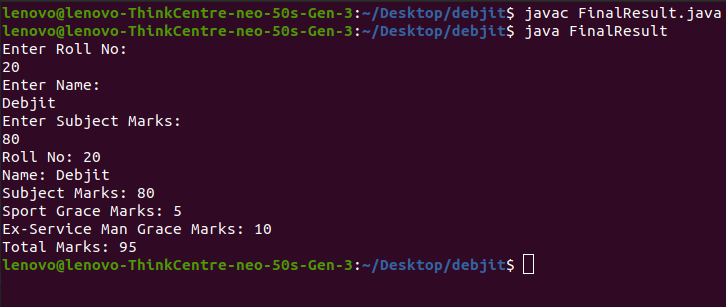 lenovo@lenovo-ThinkCentre-neo-50s-Gen-3:~/Desktop/debjit$ javac FinalResult.java
lenovo@lenovo-ThinkCentre-neo-50s-Gen-3:~/Desktop/debjit$ java FinalResult
Enter Roll No:
20
Enter Name:
Debjit
Enter Subject Marks:
80
Roll No: 20
Name: Debjit
Subject Marks: 80
Sport Grace Marks: 5
Ex-Service Man Grace Marks: 10
Total Marks: 95
lenovo@lenovo-ThinkCentre-neo-50s-Gen-3:~/Desktop/debjit$